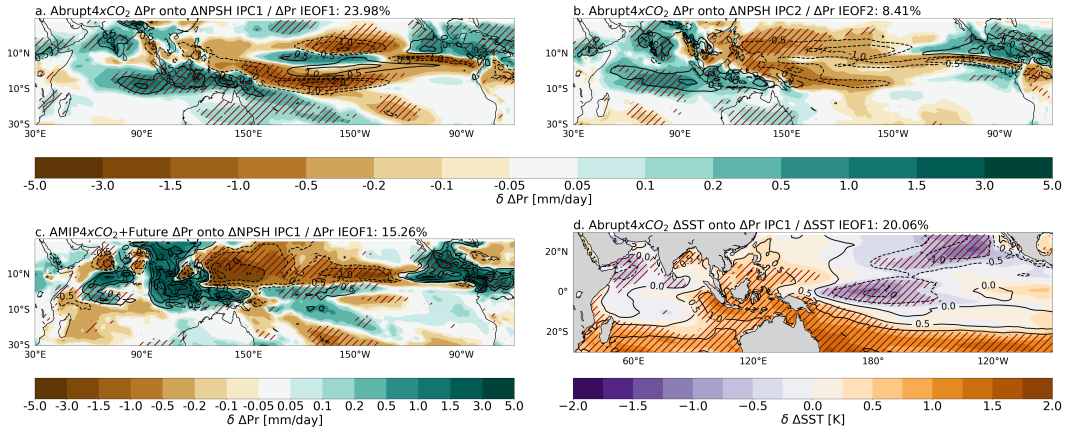 a. Abrupt4xCO2 ΔPr onto ΔNPSH IPC1 / ΔPr IEOF1: 23.98%
b. Abrupt4xCO2 ΔPr onto ΔNPSH IPC2 / ΔPr IEOF2: 8.41%
10°N
10°S
30°S
30°E 90°E 150°E 150°W 90°W
10°N
10°S
30°S
30°E 90°E 150°E 150°W 90°W
-5.0 -3.0 -1.5 -1.0 -0.5 -0.2 -0.1 -0.05 0.05 0.1 0.2 0.5 1.0 1.5 3.0 5.0
δ ΔPr [mm/day]
c. AMIP4xCO2+Future ΔPr onto ΔNPSH IPC1 / ΔPr IEOF1: 15.26%
d. Abrupt4xCO2 ΔSST onto ΔPr IPC1 / ΔSST IEOF1: 20.06%
10°N
10°S
30°S
30°E 90°E 150°E 150°W 90°W
20°N
0°
20°S
60°E 120°E 180° 120°W
-5.0 -3.0 -1.5 -1.0 -0.5 -0.2 -0.1 -0.05 0.05 0.1 0.2 0.5 1.0 1.5 3.0 5.0
δ ΔPr [mm/day]
−2.0 −1.5 −1.0 −0.5 0.0 0.5 1.0 1.5 2.0
δ ΔSST [K]